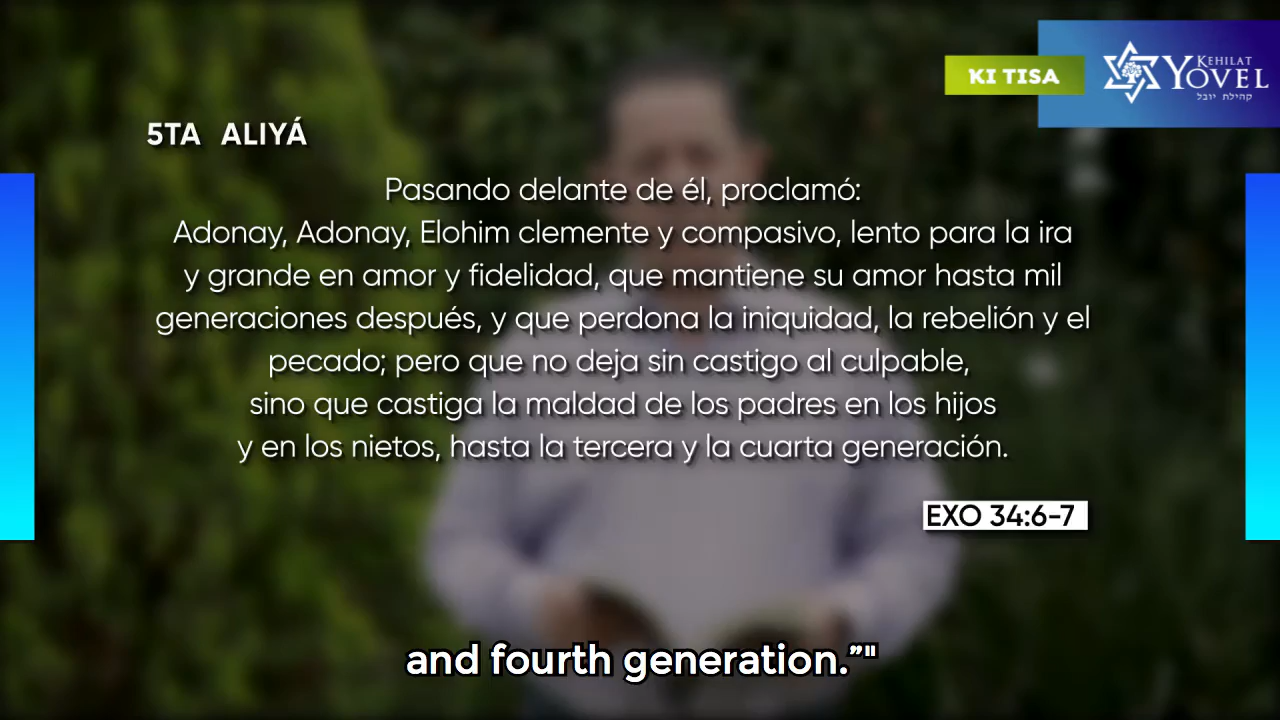 KI TISA
KEHILAT
YOVEL
קהילת יובל
5TA ALIYÁ
Pasando delante de él, proclamó:
Adonay, Adonay, Elohim clemente y compasivo, lento para la ira
y grande en amor y fidelidad, que mantiene su amor hasta mil
generaciones después, y que perdona la iniquidad, la rebelión y el
pecado; pero que no deja sin castigo al culpable,
sino que castiga la maldad de los padres en los hijos
y en los nietos, hasta la tercera y la cuarta generación.
EXO 34:6-7
and fourth generation.”"